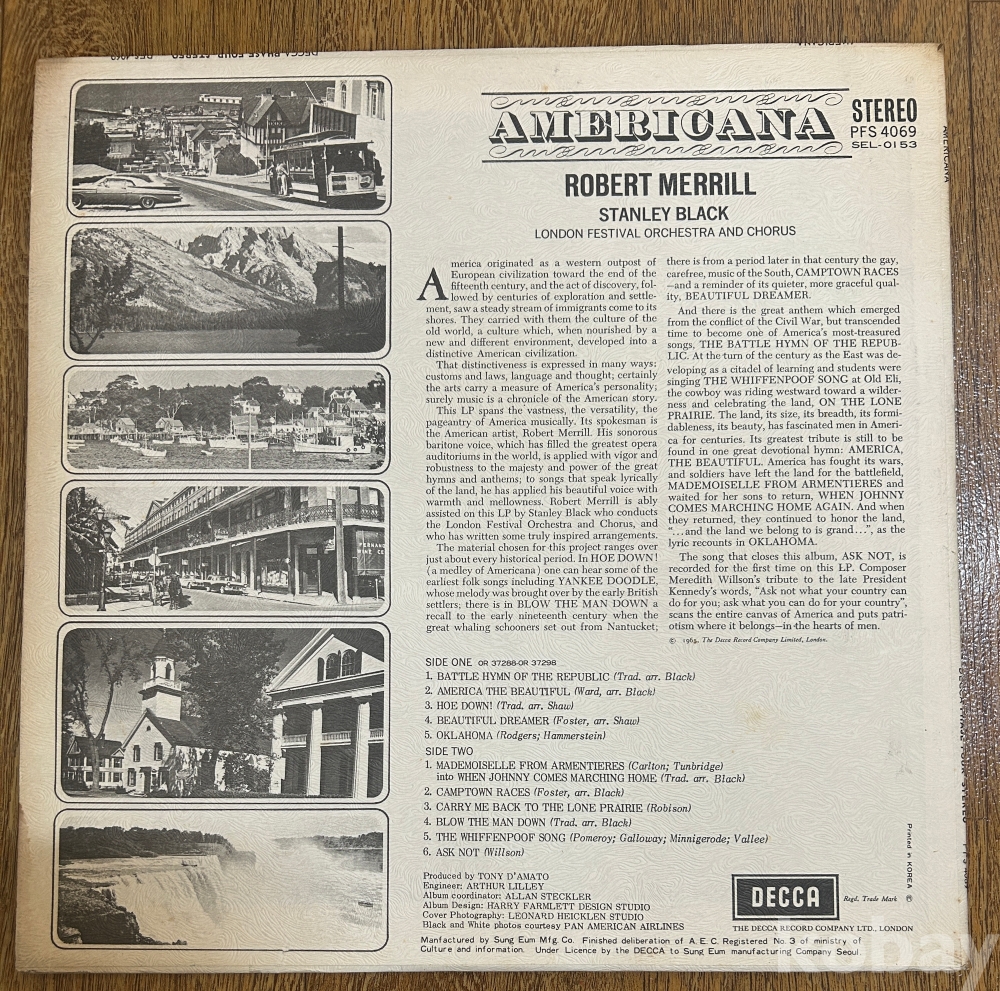 AMERICANA
STEREO
PFS 4069
SEL-0153
ROBERT MERRILL
STANLEY BLACK
LONDON FESTIVAL ORCHESTRA AND CHORUS
America originated as a western outpost of
European civilization toward the end of the
fifteenth century, and the act of discovery, fol-
lowed by centuries of exploration and settle-
ment, saw a steady stream of immigrants come to its
shores. They carried with them the culture of the
old world, a culture which, when nourished by a
new and different environment, developed into a
distinctive American civilization.
That distinctiveness is expressed in many ways:
customs and laws, language and thought; certainly
the arts carry a measure of America's personality;
surely music is a chronicle of the American story.
This LP spans the vastness, the versatility, the
pageantry of America musically. Its spokesman is
the American artist, Robert Merrill. His sonorous
baritone voice, which has filled the greatest opera
auditoriums in the world, is applied with vigor and
robustness to the majesty and power of the great
hymns and anthems; to songs that speak lyrically
of the land, he has applied his beautiful voice with
warmth and mellowness. Robert Merrill is ably
assisted on this LP by Stanley Black who conducts
the London Festival Orchestra and Chorus, and
who has written some truly inspired arrangements.
The material chosen for this project ranges over
just about every historical period. In HOE DOWN!
(a medley of Americana) one can hear some of the
earliest folk songs including YANKEE DOODLE,
whose melody was brought over by the early British
settlers; there is in BLOW THE MAN DOWN a
recall to the early nineteenth century when the
great whaling schooners set out from Nantucket;
there is from a period later in that century the gay,
carefree, music of the South, CAMPTOWN RACES
—and a reminder of its quieter, more graceful qual-
ity, BEAUTIFUL DREAMER.
And there is the great anthem which emerged
from the conflict of the Civil War, but transcended
time to become one of America's most-treasured
songs, THE BATTLE HYMN OF THE REPUB-
LIC. At the turn of the century as the East was de-
veloping as a citadel of learning and students were
singing THE WHIFFENPOOF SONG at Old Eli,
the cowboy was riding westward toward a wilder-
ness and celebrating the land, ON THE LONE
PRAIRIE. The land, its size, its breadth, its formi-
dableness, its beauty, has fascinated men in Ameri-
ca for centuries. Its greatest tribute is still to be
found in one great devotional hymn: AMERICA,
THE BEAUTIFUL. America has fought its wars,
and soldiers have left the land for the battlefield,
MADEMOISELLE FROM ARMENTIERES and
waited for her sons to return, WHEN JOHNNY
COMES MARCHING HOME AGAIN. And when
they returned, they continued to honor the land,
"...and the land we belong to is grand...", as the
lyric recounts in OKLAHOMA.
The song that closes this album, ASK NOT, is
recorded for the first time on this LP. Composer
Meredith Willson's tribute to the late President
Kennedy's words, "Ask not what your country can
do for you; ask what you can do for your country",
scans the entire canvas of America and puts patri-
otism where it belongs—in the hearts of men.
© 1965, The Decca Record Company Limited, London.
SIDE ONE OR 37288-OR 37298
1. BATTLE HYMN OF THE REPUBLIC (Trad. arr. Black)
2. AMERICA THE BEAUTIFUL (Ward, arr. Black)
3. HOE DOWN! (Trad. arr. Shaw)
4. BEAUTIFUL DREAMER (Foster, arr. Shaw)
5. OKLAHOMA (Rodgers; Hammerstein)
SIDE TWO
1. MADEMOISELLE FROM ARMENTIERES (Carlton; Tunbridge)
into WHEN JOHNNY COMES MARCHING HOME (Trad. arr. Black)
2. CAMPTOWN RACES (Foster, arr. Black)
3. CARRY ME BACK TO THE LONE PRAIRIE (Robison)
4. BLOW THE MAN DOWN (Trad. arr. Black)
5. THE WHIFFENPOOF SONG (Pomeroy; Galloway; Minnigerode; Vallee)
6. ASK NOT (Willson)
Produced by TONY D'AMATO
Engineer: ARTHUR LILLEY
Album coordinator: ALLAN STECKLER
Album Design: HARRY FARMLETT DESIGN STUDIO
Cover Photography: LEONARD HEICKLEN STUDIO
Black and White photos courtesy PAN AMERICAN AIRLINES
DECCA
Regd. Trade Mark
THE DECCA RECORD COMPANY LTD., LONDON
Printed in KOREA ©
Manfactured by Sung Eum Mfg. Co. Finished deliberation of A. E. C. Registered No. 3 of ministry of
Culture and information. Under Licence by the DECCA to Sung Eum manufacturing Company Seoul.
AMERICANA
DECCA PHASE FOUR STEREO
kobay